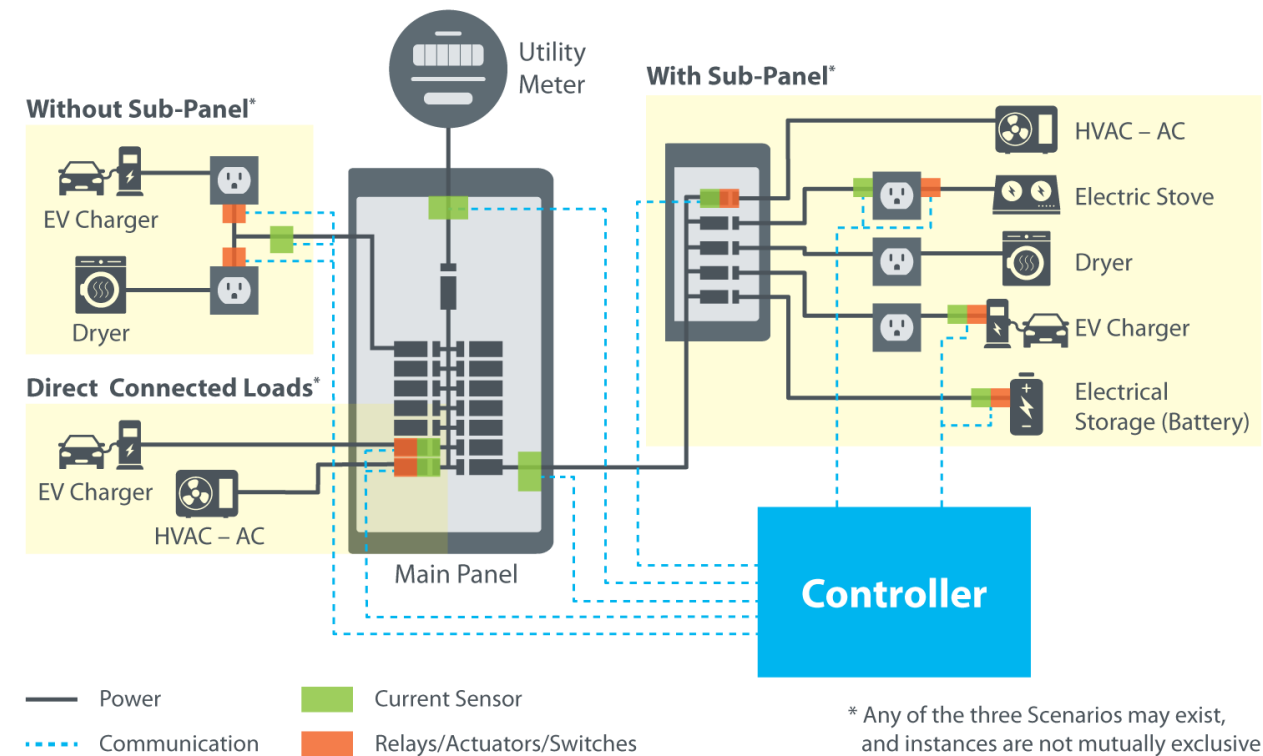 Utility
Meter
Without Sub-Panel*
EV Charger
Dryer
Direct  Connected Loads*
EV Charger
HVAC – AC
Main Panel
With Sub-Panel*
HVAC – AC
Electric Stove
Dryer
EV Charger
+
–
Electrical
Storage (Battery)
Controller
Power
Current Sensor
Communication
Relays/Actuators/Switches
* Any of the three Scenarios may exist,
and instances are not mutually exclusive